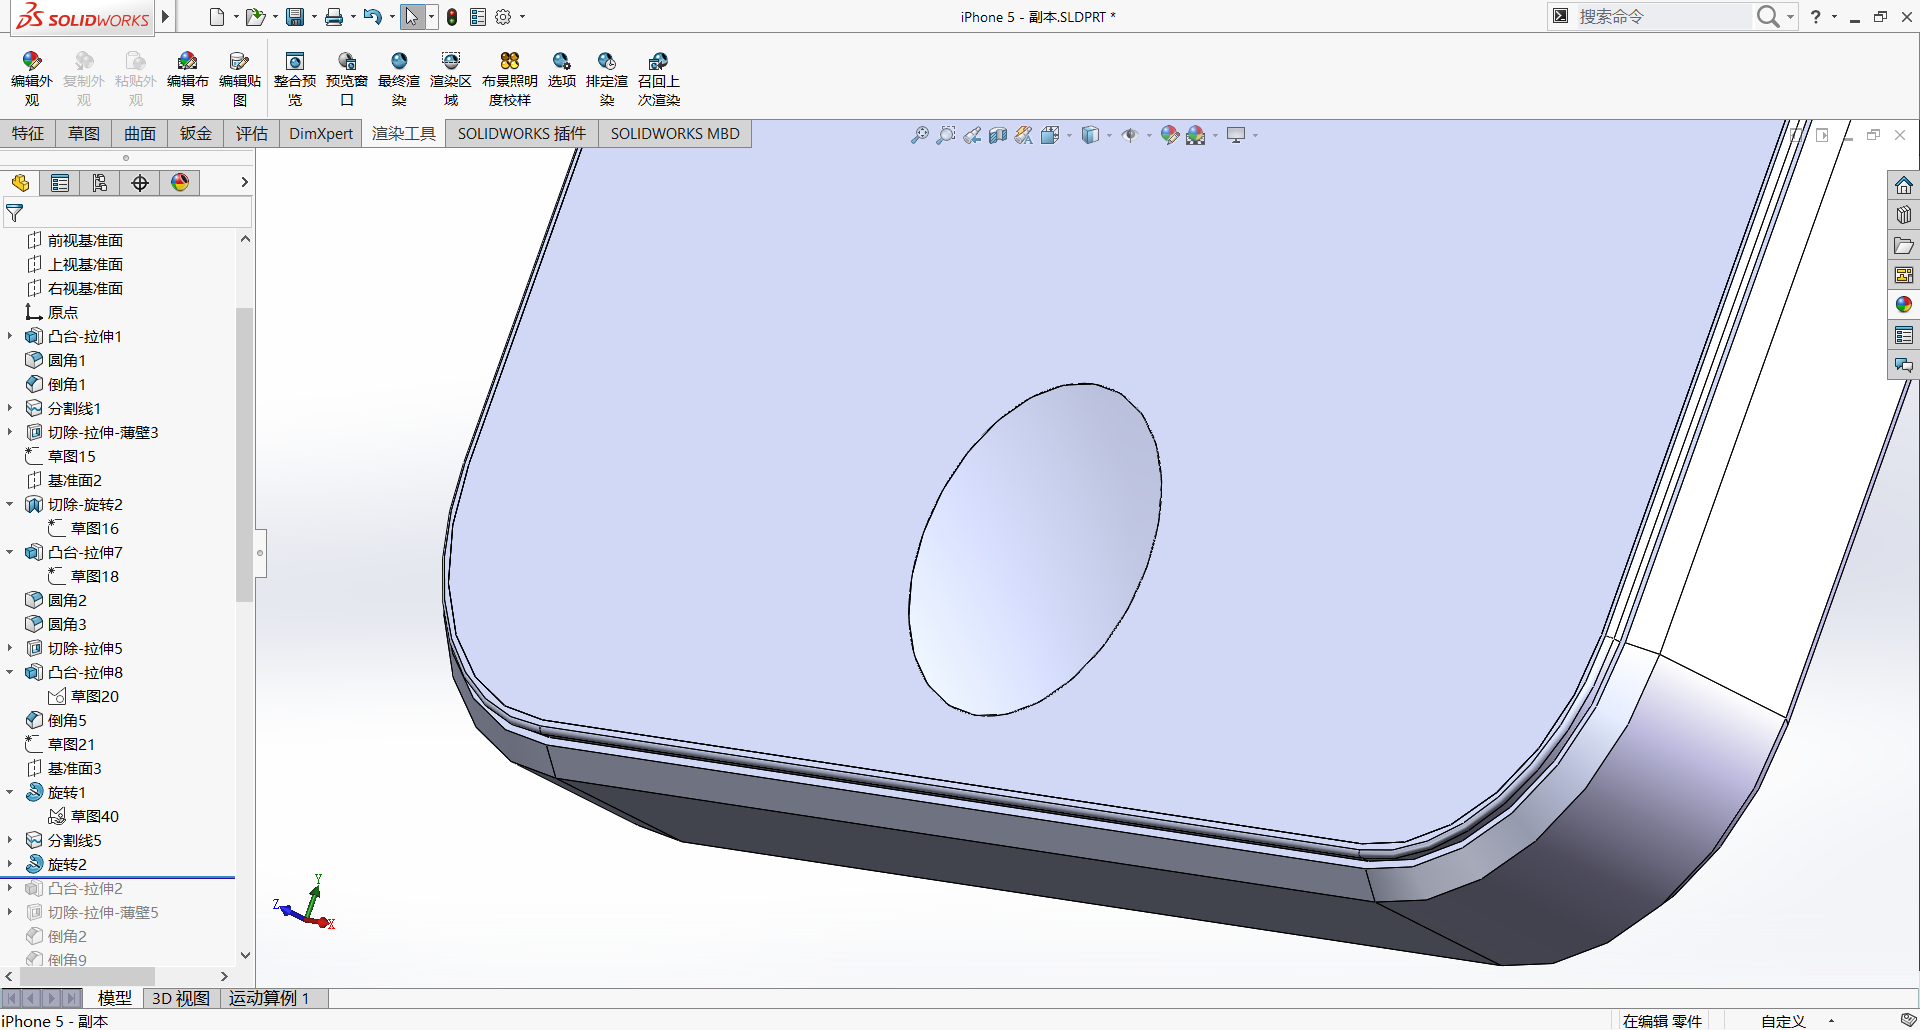 SOLIDWORKS
iPhone 5 - 副本.SLDPRT *
搜索命令
编辑外观
复制外观
粘贴外观
编辑布景
编辑贴图
整合预览
预览窗口
最终渲染
渲染区域
布景照明度校样
选项
排定渲染
召回上次渲染
特征 草图 曲面 钣金 评估 DimXpert 渲染工具 SOLIDWORKS 插件 SOLIDWORKS MBD
前视基准面
上视基准面
右视基准面
原点
凸台-拉伸1
圆角1
倒角1
分割线1
切除-拉伸-薄壁3
草图15
基准面2
切除-旋转2
草图16
凸台-拉伸7
草图18
圆角2
圆角3
切除-拉伸5
凸台-拉伸8
草图20
倒角5
草图21
基准面3
旋转1
草图40
分割线5
旋转2
凸台-拉伸2
切除-拉伸-薄壁5
倒角2
倒角9
Y
Z
X
模型 3D 视图 运动算例 1
iPhone 5 - 副本
在编辑 零件
自定义